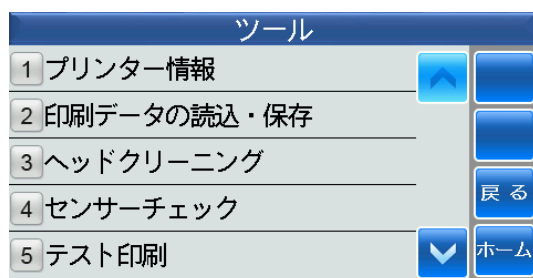 ツール
1 プリンター情報
2 印刷データの読込・保存
3 ヘッドクリーニング
戻る
4 センサーチェック
5 テスト印刷
ホーム